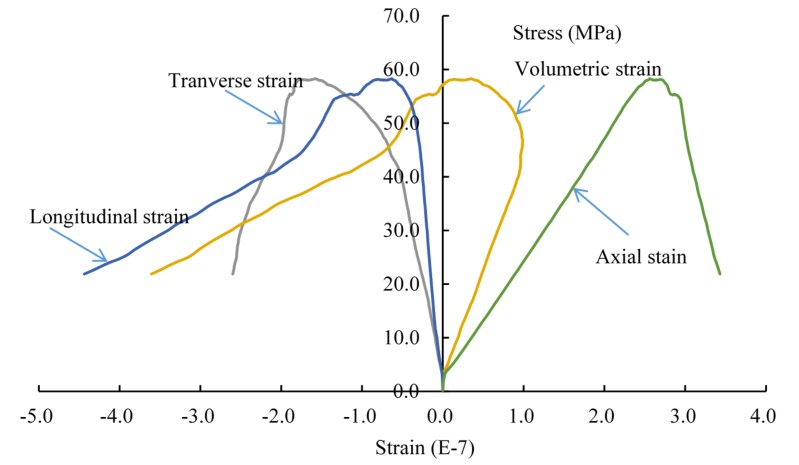 70.0
Stress (MPa)
60.0
Volumetric strain
Tranverse strain
50.0
40.0
Longitudinal strain
30.0
Axial stain
20.0
10.0
0.0
-5.0 -4.0 -3.0 -2.0 -1.0 0.0 1.0 2.0 3.0 4.0
Strain (E-7)